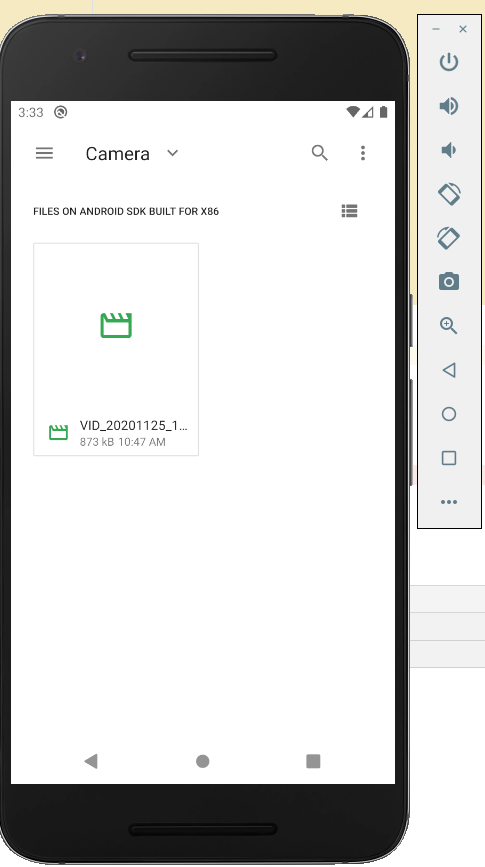 3:33
Camera
FILES ON ANDROID SDK BUILT FOR X86
VID_20201125_1...
873 kB 10:47 AM